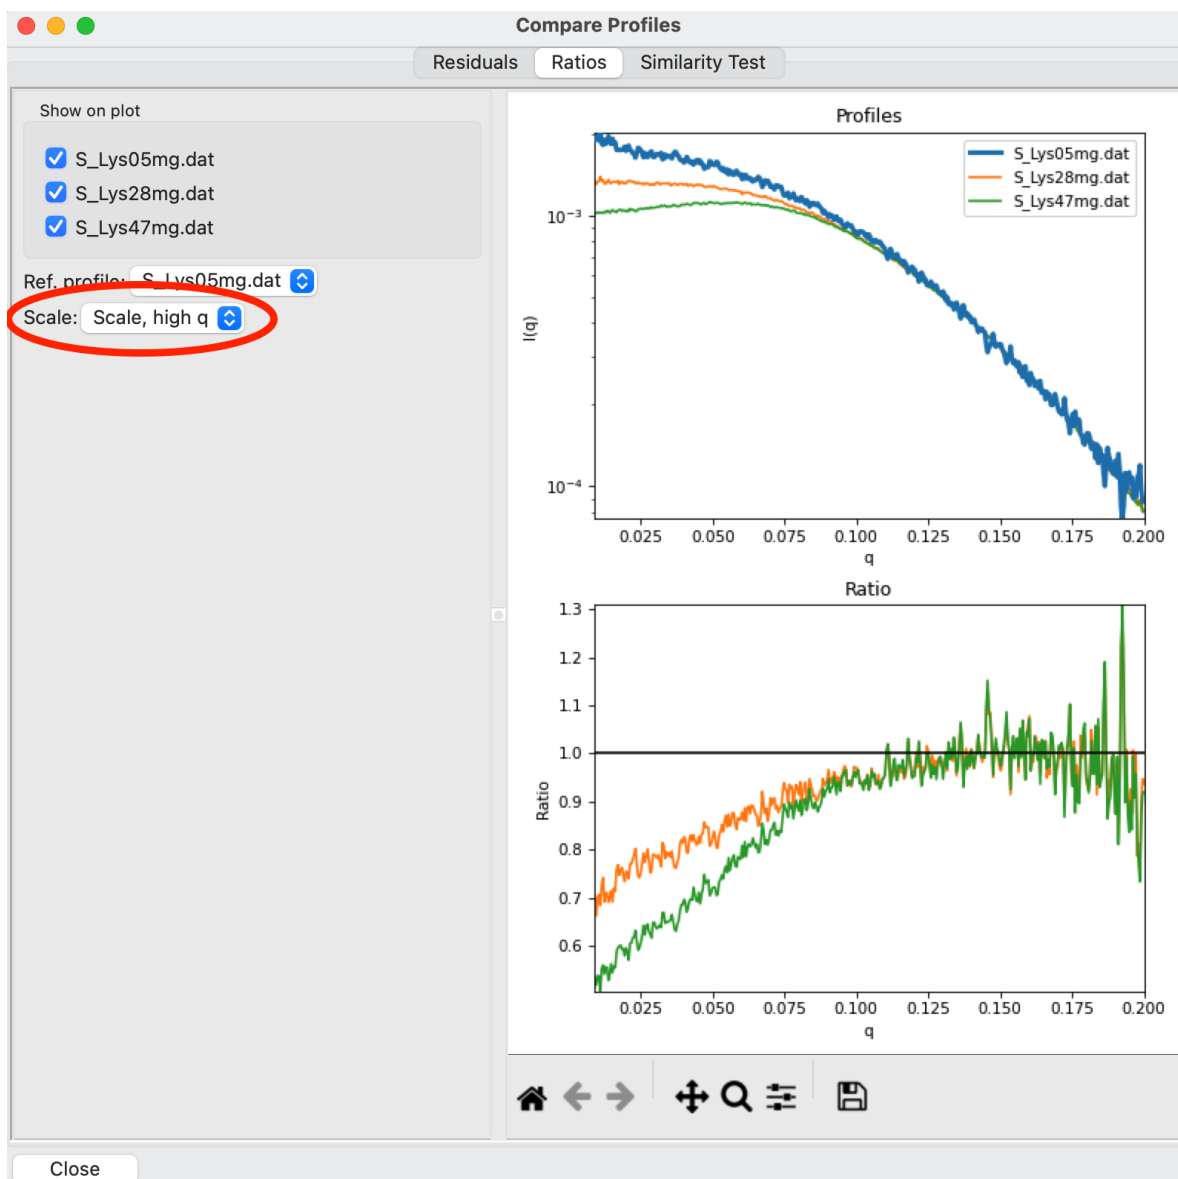 Compare Profiles
Residuals Ratios Similarity Test
Show on plot
S_Lys05mg.dat
S_Lys28mg.dat
S_Lys47mg.dat
Ref. profile: S_Lys05mg.dat
Scale: Scale, high q
Profiles
S_Lys05mg.dat
S_Lys28mg.dat
S_Lys47mg.dat
10⁻³
10⁻⁴
I(q)
0.025 0.050 0.075 0.100 0.125 0.150 0.175 0.200
q
Ratio
1.3
1.2
1.1
1.0
0.9
0.8
0.7
0.6
Ratio
0.025 0.050 0.075 0.100 0.125 0.150 0.175 0.200
q
Close